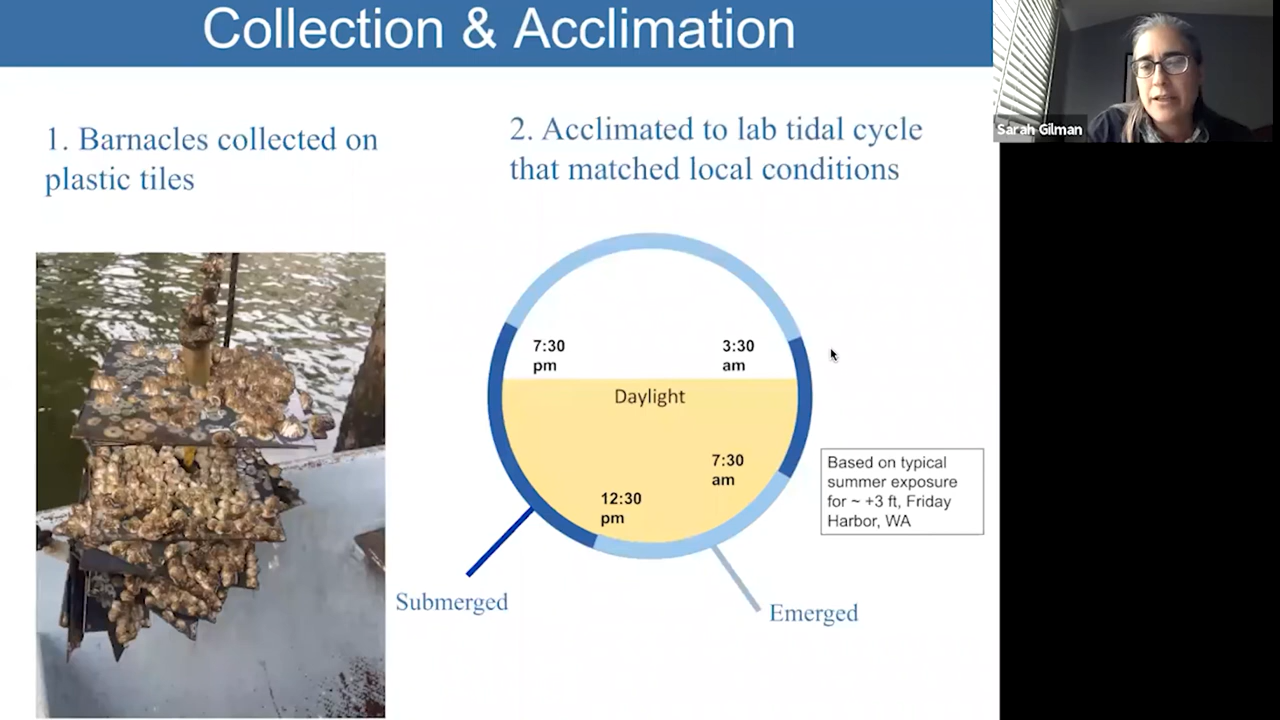 Collection & Acclimation
Sarah Gilman
1. Barnacles collected on
plastic tiles
2. Acclimated to lab tidal cycle
that matched local conditions
7:30
pm
3:30
am
Daylight
7:30
am
12:30
pm
Based on typical
summer exposure
for ~ +3 ft, Friday
Harbor, WA
Submerged
Emerged